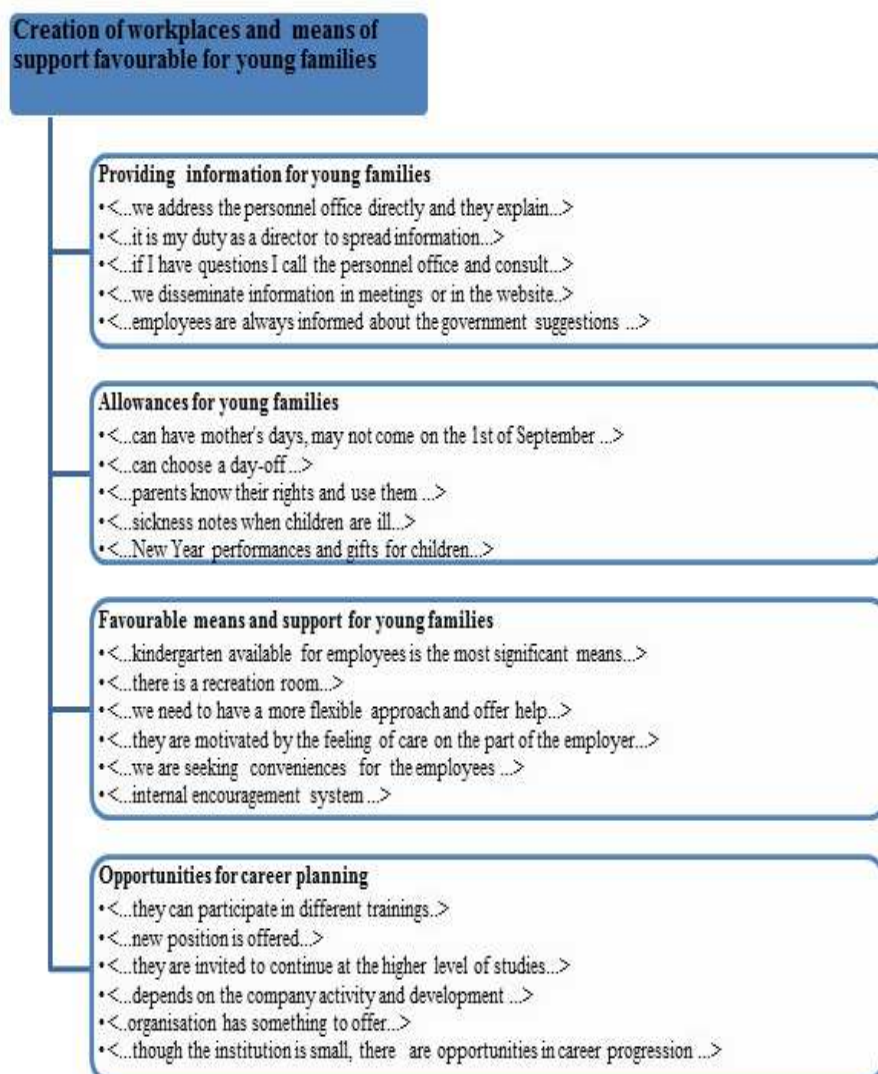 Creation of workplaces and means of
support favourable for young families
Providing information for young families
•<...we address the personnel office directly and they explain...>
•<...it is my duty as a director to spread information...>
•<...if I have questions I call the personnel office and consult...>
•<...we disseminate information in meetings or in the website..>
•<...employees are always informed about the government suggestions ...>
Allowances for young families
•<...can have mother's days, may not come on the 1st of September ...>
•<...can choose a day-off ...>
•<...parents know their rights and use them ...>
•<...sickness notes when children are ill...>
•<...New Year performances and gifts for children...>
Favourable means and support for young families
•<...kindergarten available for employees is the most significant means...>
•<...there is a recreation room...>
•<...we need to have a more flexible approach and offer help...>
•<...they are motivated by the feeling of care on the part of the employer...>
•<...we are seeking conveniences for the employees ...>
•<...internal encouragement system ...>
Opportunities for career planning
•<...they can participate in different trainings..>
•<...new position is offered...>
•<...they are invited to continue at the higher level of studies...>
•<...depends on the company activity and development ...>
•<..organisation has something to offer...>
•<...though the institution is small, there are opportunities in career progression ...>